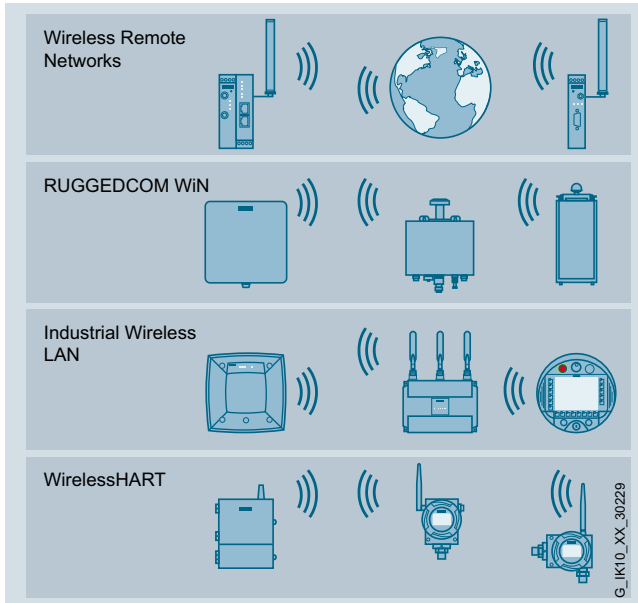 Wireless Remote
Networks
RUGGEDCOM WiN
Industrial Wireless
LAN
WirelessHART
G_IK10_XX_30229